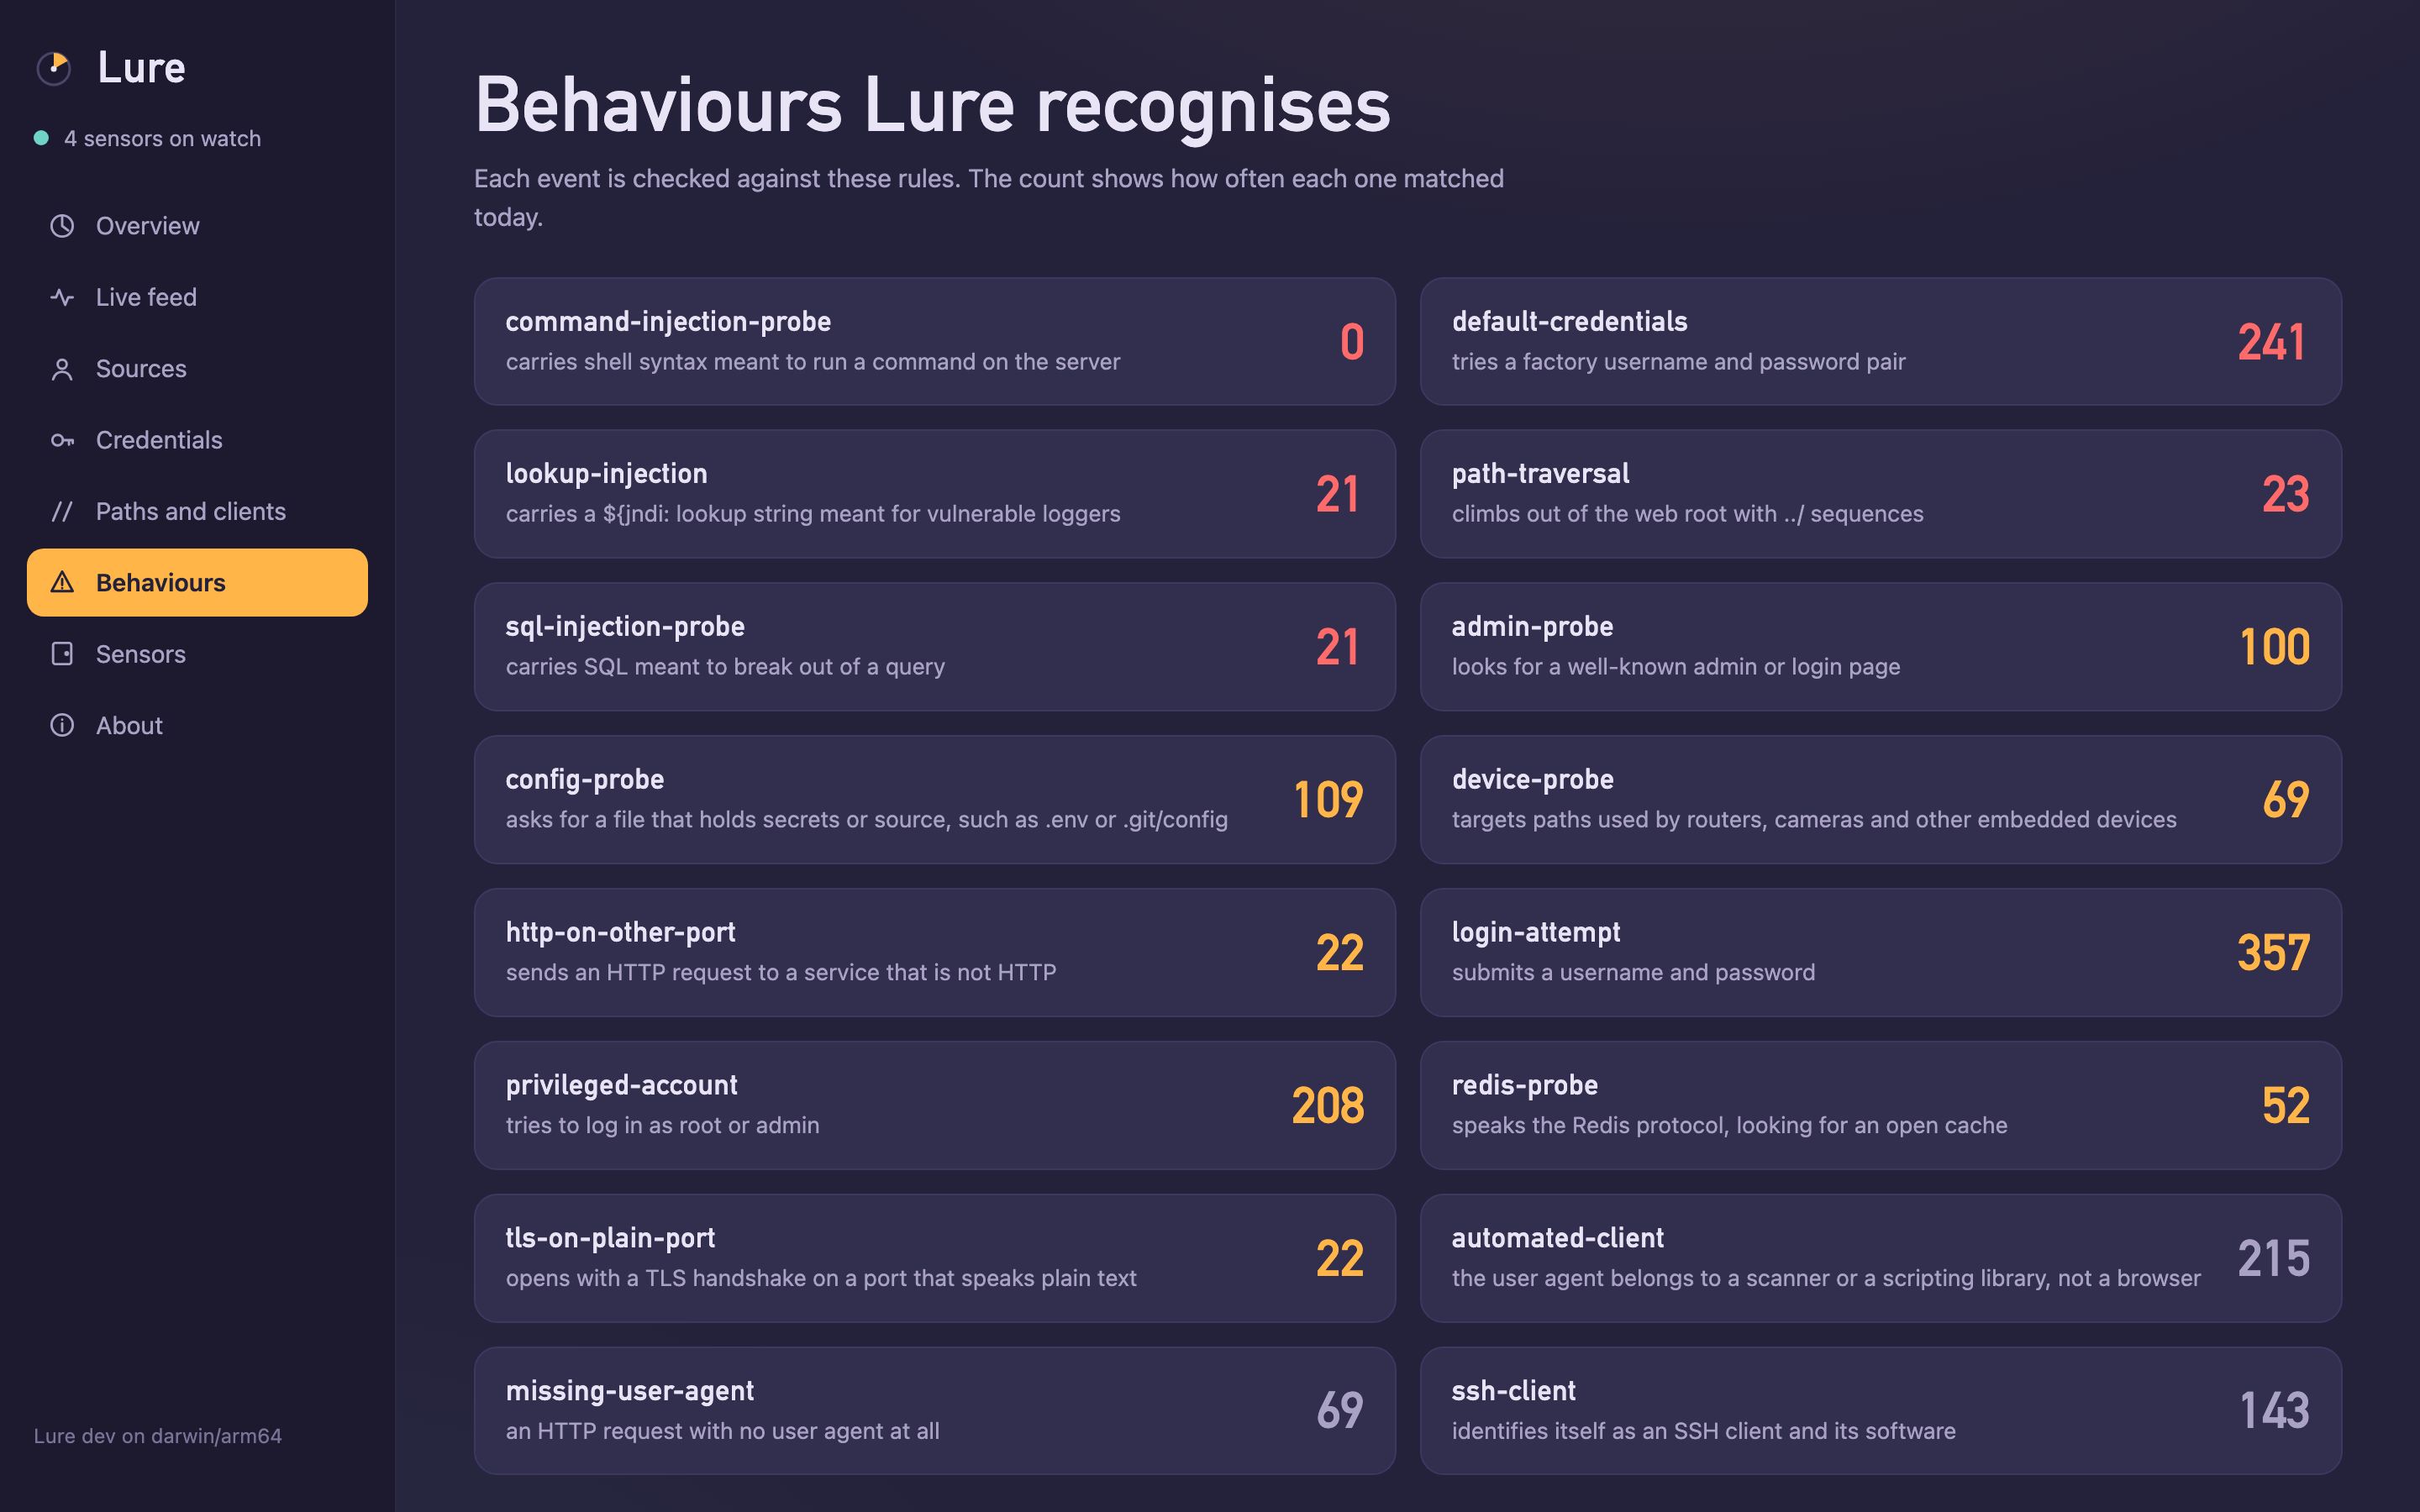 Lure
4 sensors on watch
Overview
Live feed
Sources
Credentials
Paths and clients
Behaviours
Sensors
About
Lure dev on darwin/arm64
Behaviours Lure recognises
Each event is checked against these rules. The count shows how often each one matched
today.
command-injection-probe
carries shell syntax meant to run a command on the server
0
default-credentials
tries a factory username and password pair
241
lookup-injection
carries a ${jndi: lookup string meant for vulnerable loggers
21
path-traversal
climbs out of the web root with ../ sequences
23
sql-injection-probe
carries SQL meant to break out of a query
21
admin-probe
looks for a well-known admin or login page
100
config-probe
asks for a file that holds secrets or source, such as .env or .git/config
109
device-probe
targets paths used by routers, cameras and other embedded devices
69
http-on-other-port
sends an HTTP request to a service that is not HTTP
22
login-attempt
submits a username and password
357
privileged-account
tries to log in as root or admin
208
redis-probe
speaks the Redis protocol, looking for an open cache
52
tls-on-plain-port
opens with a TLS handshake on a port that speaks plain text
22
automated-client
the user agent belongs to a scanner or a scripting library, not a browser
215
missing-user-agent
an HTTP request with no user agent at all
69
ssh-client
identifies itself as an SSH client and its software
143